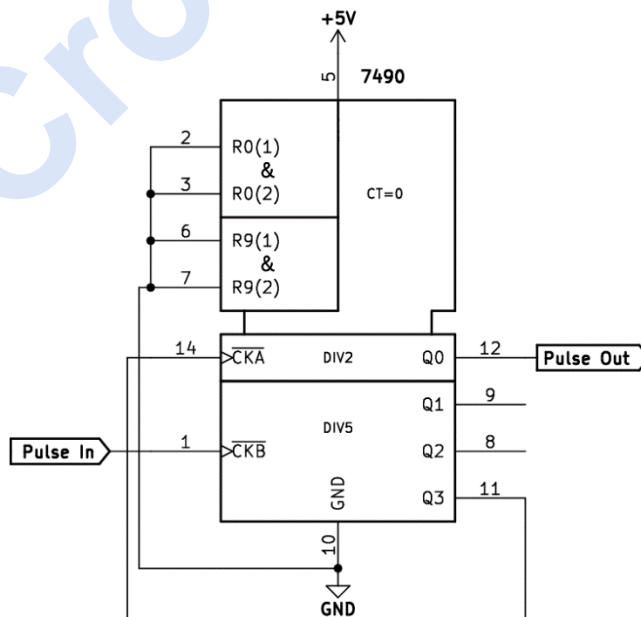 Cro
+5V
5
7490
2
R0(1)
&
3
R0(2)
CT=0
6
R9(1)
&
7
R9(2)
14
CKA
DIV2
Q0
12
Pulse Out
Q1
9
DIV5
Pulse In
1
CKB
Q2
8
GND
Q3
11
10
GND